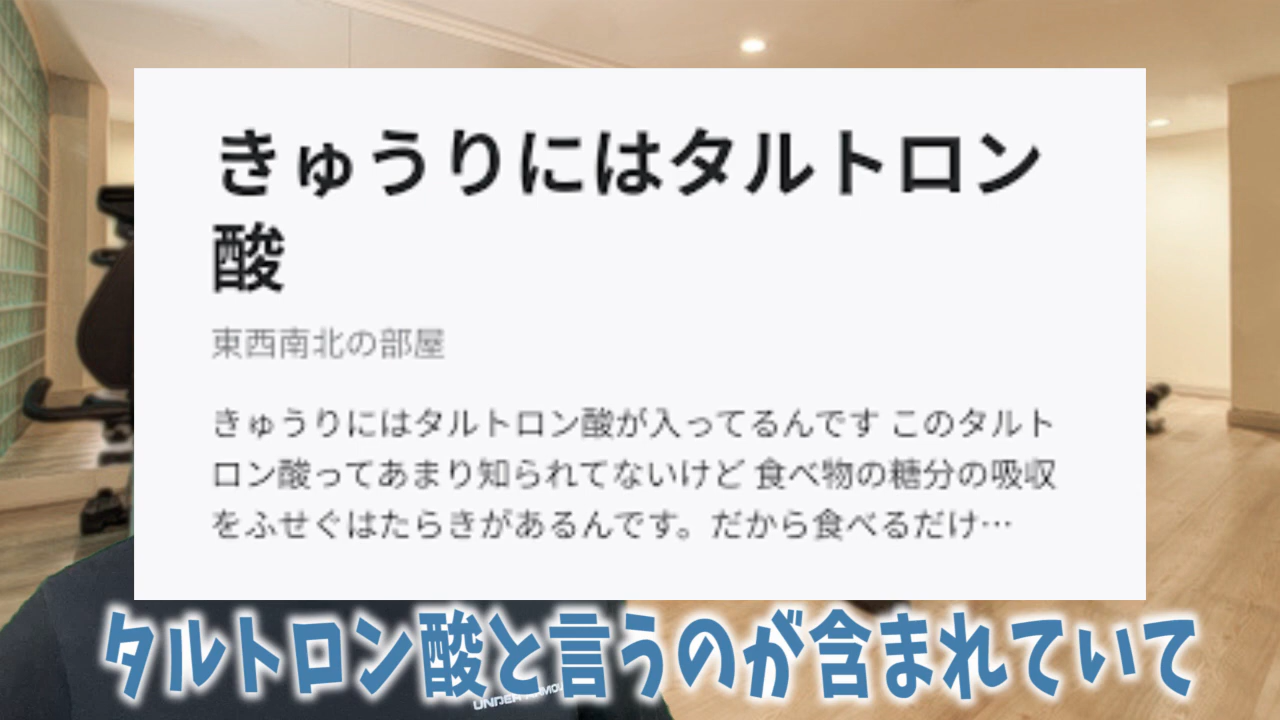 きゅうりにはタルトロン
酸
東西南北の部屋
きゅうりにはタルトロン酸が入ってるんです このタルト
ロン酸ってあまり知られてないけど 食べ物の糖分の吸収
をふせぐはたらきがあるんです。だから食べるだけ…
タルトロン酸と言うのが含まれていて
UNDER ARMOUR